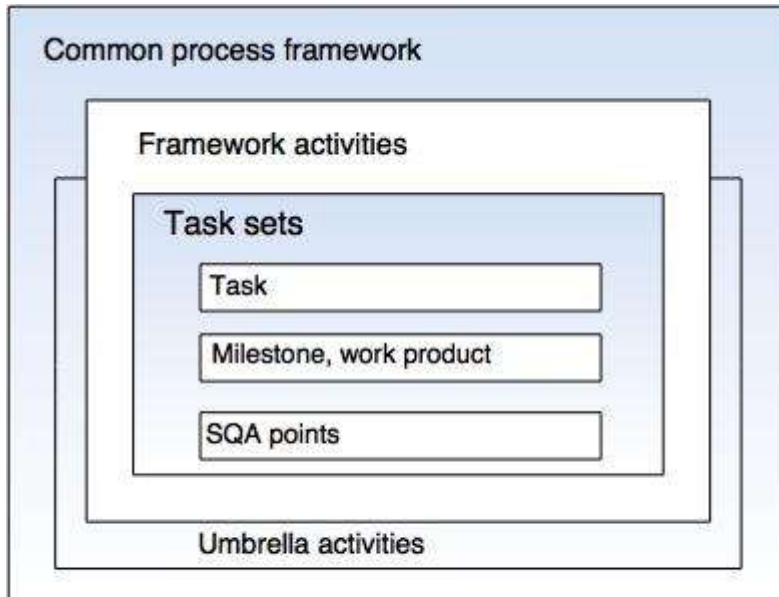 Common process framework
Framework activities
Task sets
Task
Milestone, work product
SQA points
Umbrella activities